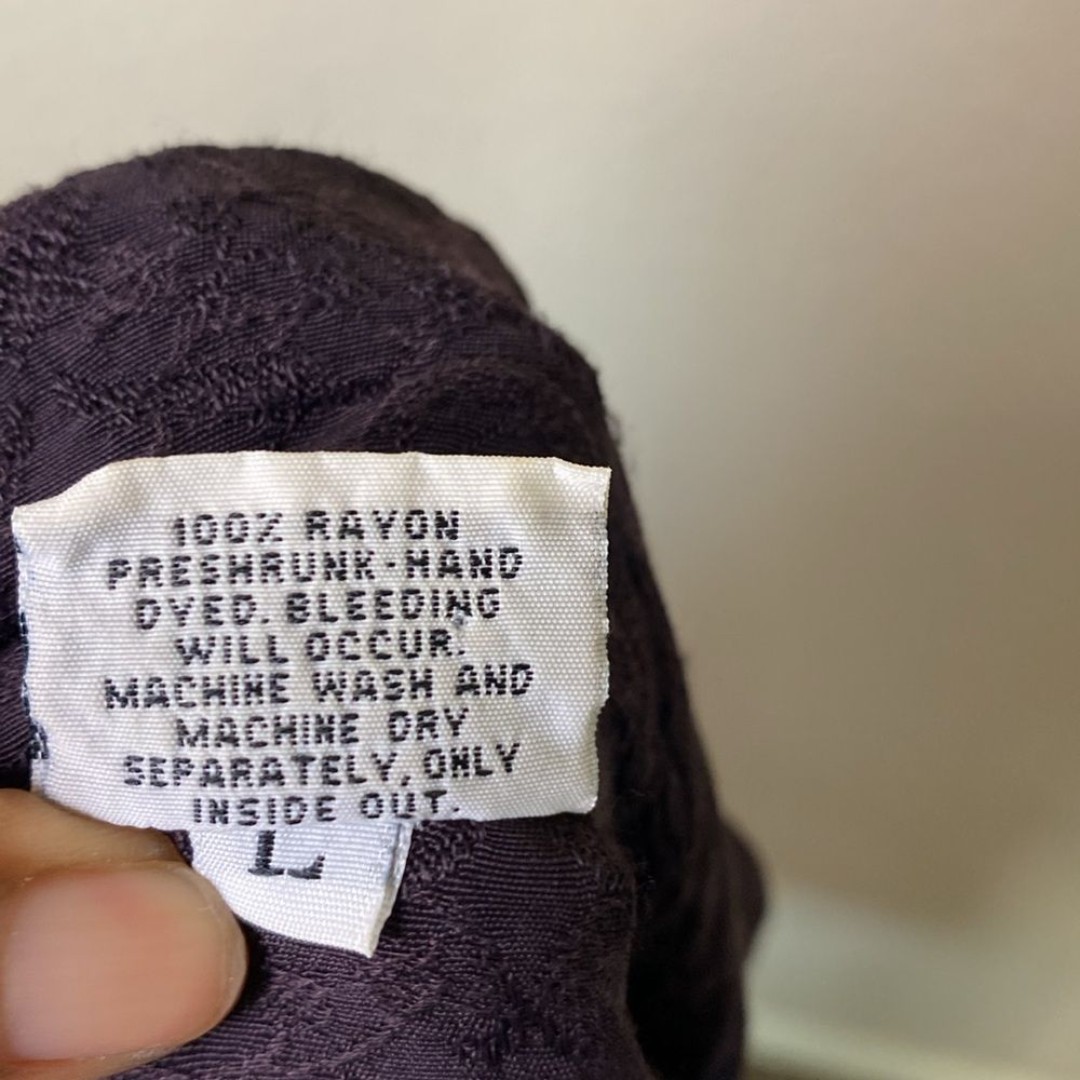 100% RAYON
PRESHRUNK-HAND
DYED. BLEEDING
WILL OCCUR.
MACHINE WASH AND
MACHINE DRY
SEPARATELY, ONLY
INSIDE OUT.
L